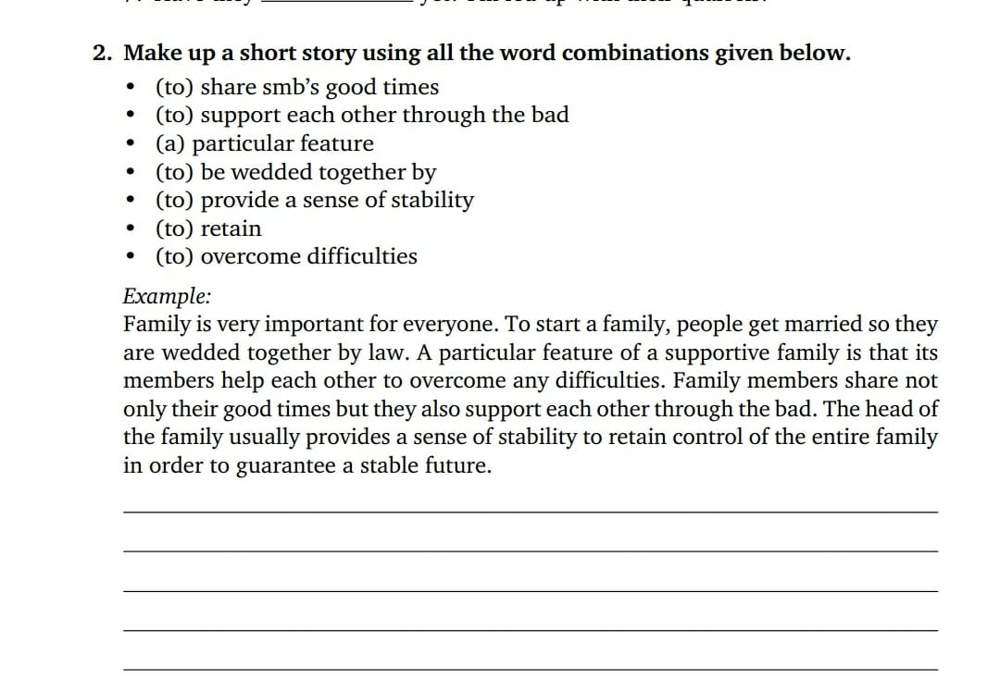 2. Make up a short story using all the word combinations given below.
• (to) share smb’s good times
• (to) support each other through the bad
• (a) particular feature
• (to) be wedded together by
• (to) provide a sense of stability
• (to) retain
• (to) overcome difficulties
Example:
Family is very important for everyone. To start a family, people get married so they
are wedded together by law. A particular feature of a supportive family is that its
members help each other to overcome any difficulties. Family members share not
only their good times but they also support each other through the bad. The head of
the family usually provides a sense of stability to retain control of the entire family
in order to guarantee a stable future.